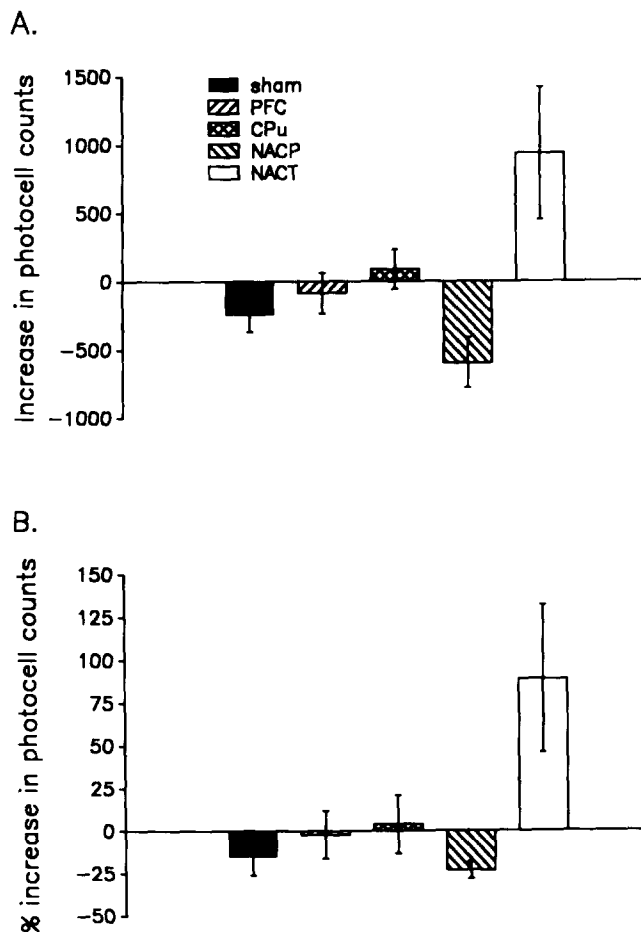 A.
Increase in photocell counts
1500
1000
500
0
−500
−1000
sham
PFC
CPu
NACP
NACT
B.
% increase in photocell counts
150
125
100
75
50
25
0
−25
−50